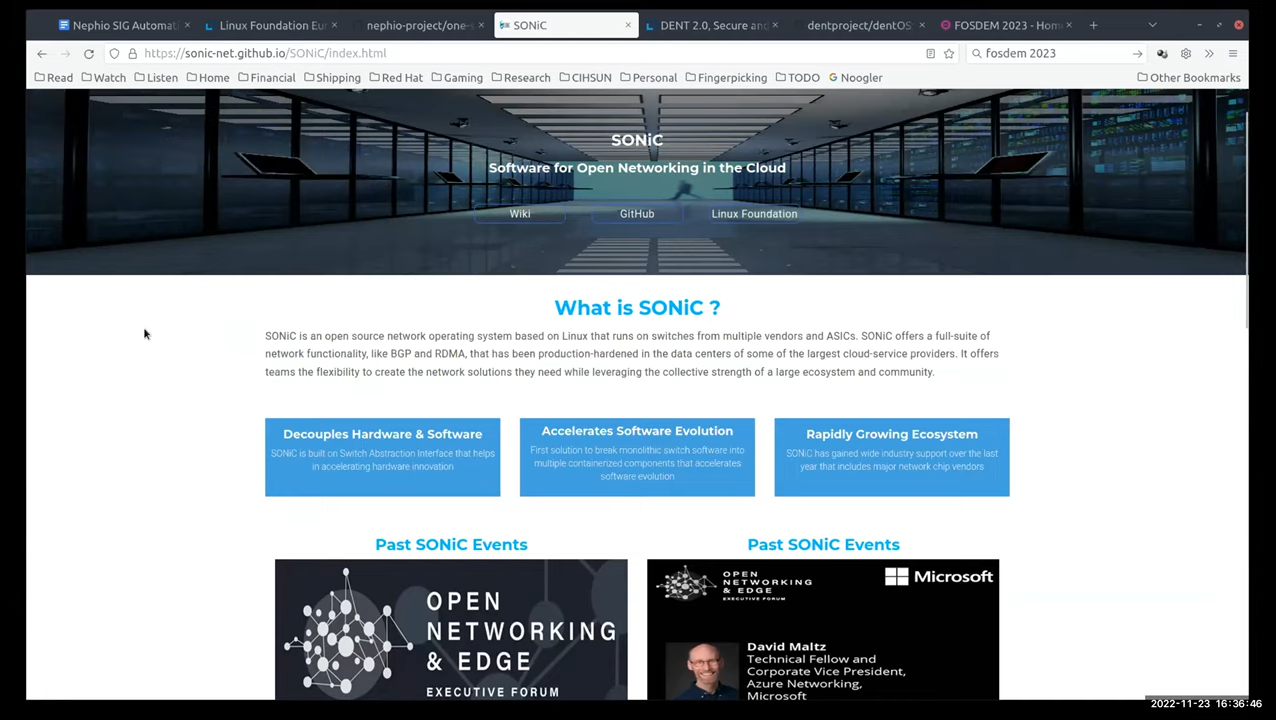 Nephio SIG Automati
Linux Foundation Eu
nephio-project/one-s
SONiC
DENT 2.0, Secure and
dentproject/dentOS
FOSDEM 2023 - Hom
https://sonic-net.github.io/SONiC/index.html
fosdem 2023
Read Watch Listen Home Financial Shipping Red Hat Gaming Research CIHSUN Personal Fingerpicking TODO Noogler Other Bookmarks
SONiC
Software for Open Networking in the Cloud
Wiki GitHub Linux Foundation
What is SONiC ?
SONiC is an open source network operating system based on Linux that runs on switches from multiple vendors and ASICs. SONiC offers a full-suite of
network functionality, like BGP and RDMA, that has been production-hardened in the data centers of some of the largest cloud-service providers. It offers
teams the flexibility to create the network solutions they need while leveraging the collective strength of a large ecosystem and community.
Decouples Hardware & Software
SONiC is built on Switch Abstraction Interface that helps
in accelerating hardware innovation
Accelerates Software Evolution
First solution to break monolithic switch software into
multiple containerized components that accelerates
software evolution
Rapidly Growing Ecosystem
SONiC has gained wide industry support over the last
year that includes major network chip vendors
Past SONiC Events
OPEN
NETWORKING
& EDGE
EXECUTIVE FORUM
Past SONiC Events
OPEN
NETWORKING
& EDGE
EXECUTIVE FORUM
Microsoft
David Maltz
Technical Fellow and
Corporate Vice President,
Azure Networking,
Microsoft
2022-11-23 16:36:46